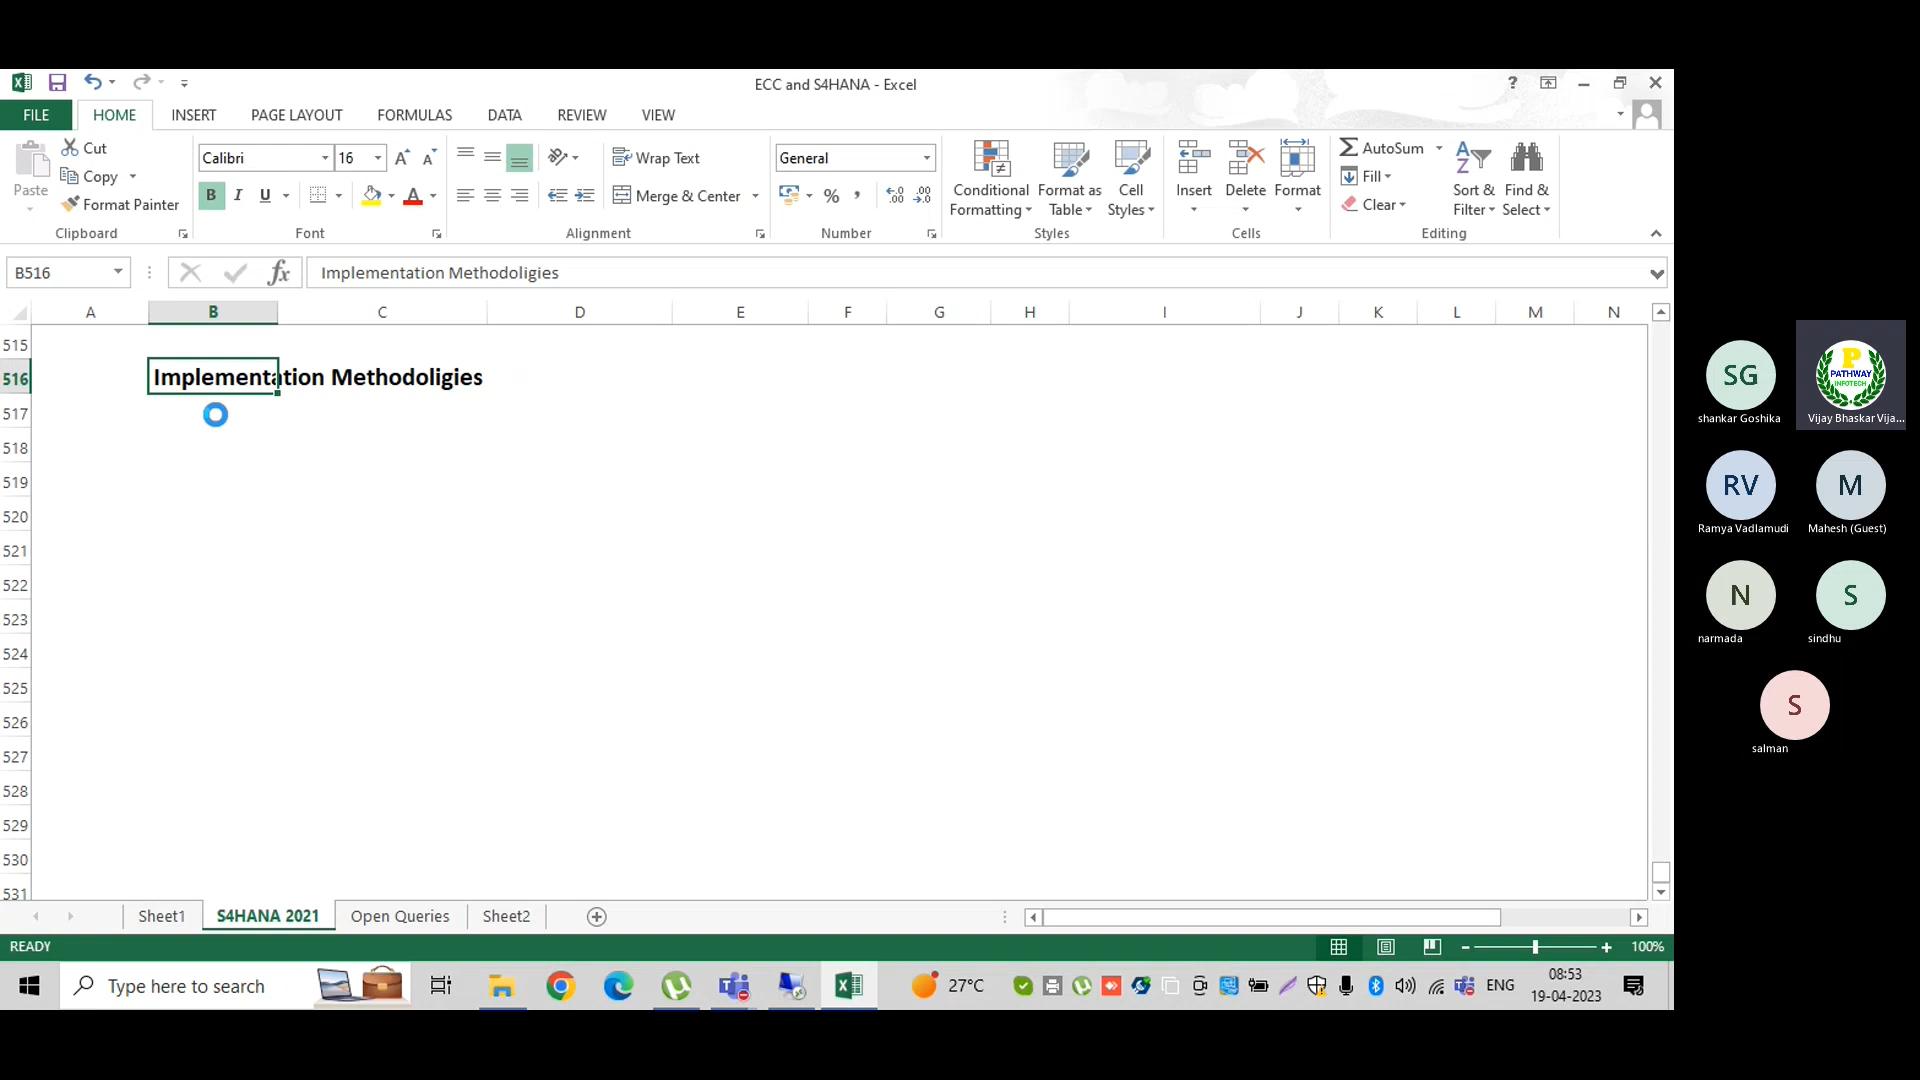 ECC and S4HANA - Excel
?
FILE HOME INSERT PAGE LAYOUT FORMULAS DATA REVIEW VIEW
Paste
Cut
Copy
Format Painter
Clipboard
Calibri 16
B I U
Font
Wrap Text
Merge & Center
Alignment
General
% ,
Number
Conditional Formatting
Format as Table
Cell Styles
Styles
Insert
Delete
Format
Cells
AutoSum
Fill
Clear
Sort & Filter
Find & Select
Editing
B516
fx
Implementation Methodoligies
A B C D E F G H I J K L M N
515
516 Implementation Methodoligies
517
518
519
520
521
522
523
524
525
526
527
528
529
530
531
Sheet1 S4HANA 2021 Open Queries Sheet2
READY
100%
Type here to search
27°C
ENG
08:53
19-04-2023
SG
shankar Goshika
P
PATHWAY
INFOTECH
Vijay Bhaskar Vija...
RV
Ramya Vadlamudi
M
Mahesh (Guest)
N
narmada
S
sindhu
S
salman